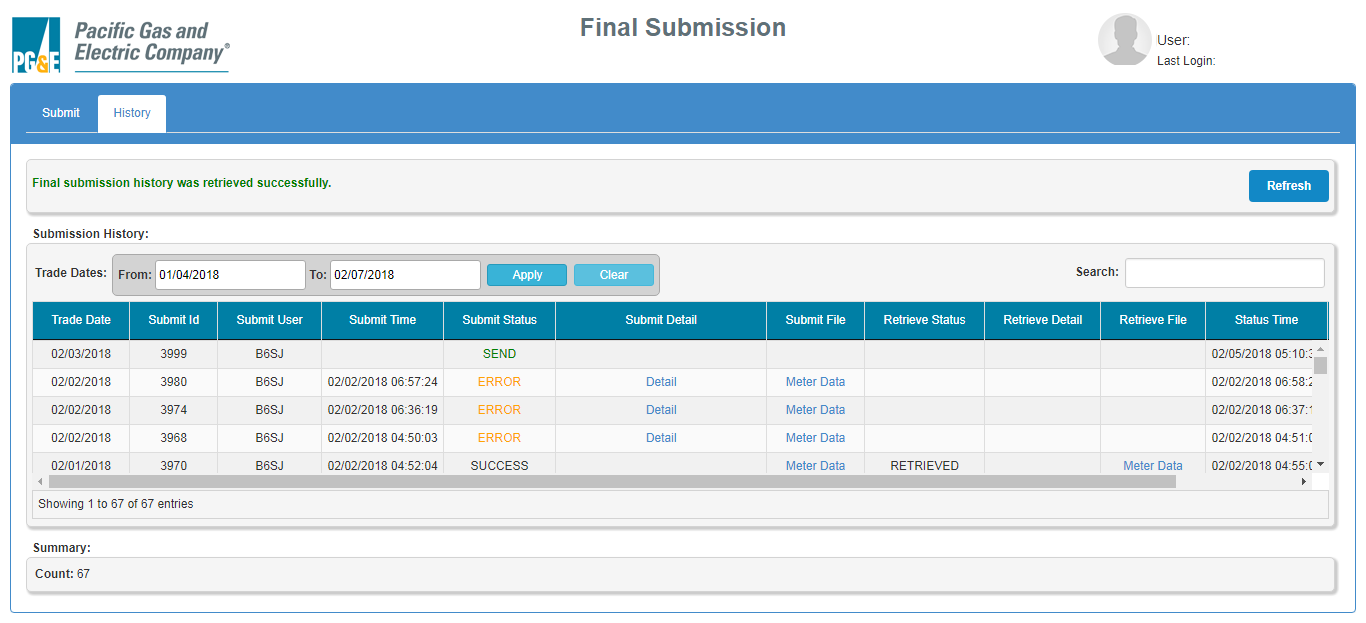 Pacific Gas and
Electric Company®
PG&E
Final Submission
User:
Last Login:
Submit History
Final submission history was retrieved successfully.
Refresh
Submission History:
Trade Dates: From: 01/04/2018 To: 02/07/2018 Apply Clear Search:
Trade Date Submit Id Submit User Submit Time Submit Status Submit Detail Submit File Retrieve Status Retrieve Detail Retrieve File Status Time
02/03/2018 3999 B6SJ SEND 02/05/2018 05:10:3
02/02/2018 3980 B6SJ 02/02/2018 06:57:24 ERROR Detail Meter Data 02/02/2018 06:58:2
02/02/2018 3974 B6SJ 02/02/2018 06:36:19 ERROR Detail Meter Data 02/02/2018 06:37:1
02/02/2018 3968 B6SJ 02/02/2018 04:50:03 ERROR Detail Meter Data 02/02/2018 04:51:0
02/01/2018 3970 B6SJ 02/02/2018 04:52:04 SUCCESS Meter Data RETRIEVED Meter Data 02/02/2018 04:55:0
Showing 1 to 67 of 67 entries
Summary:
Count: 67